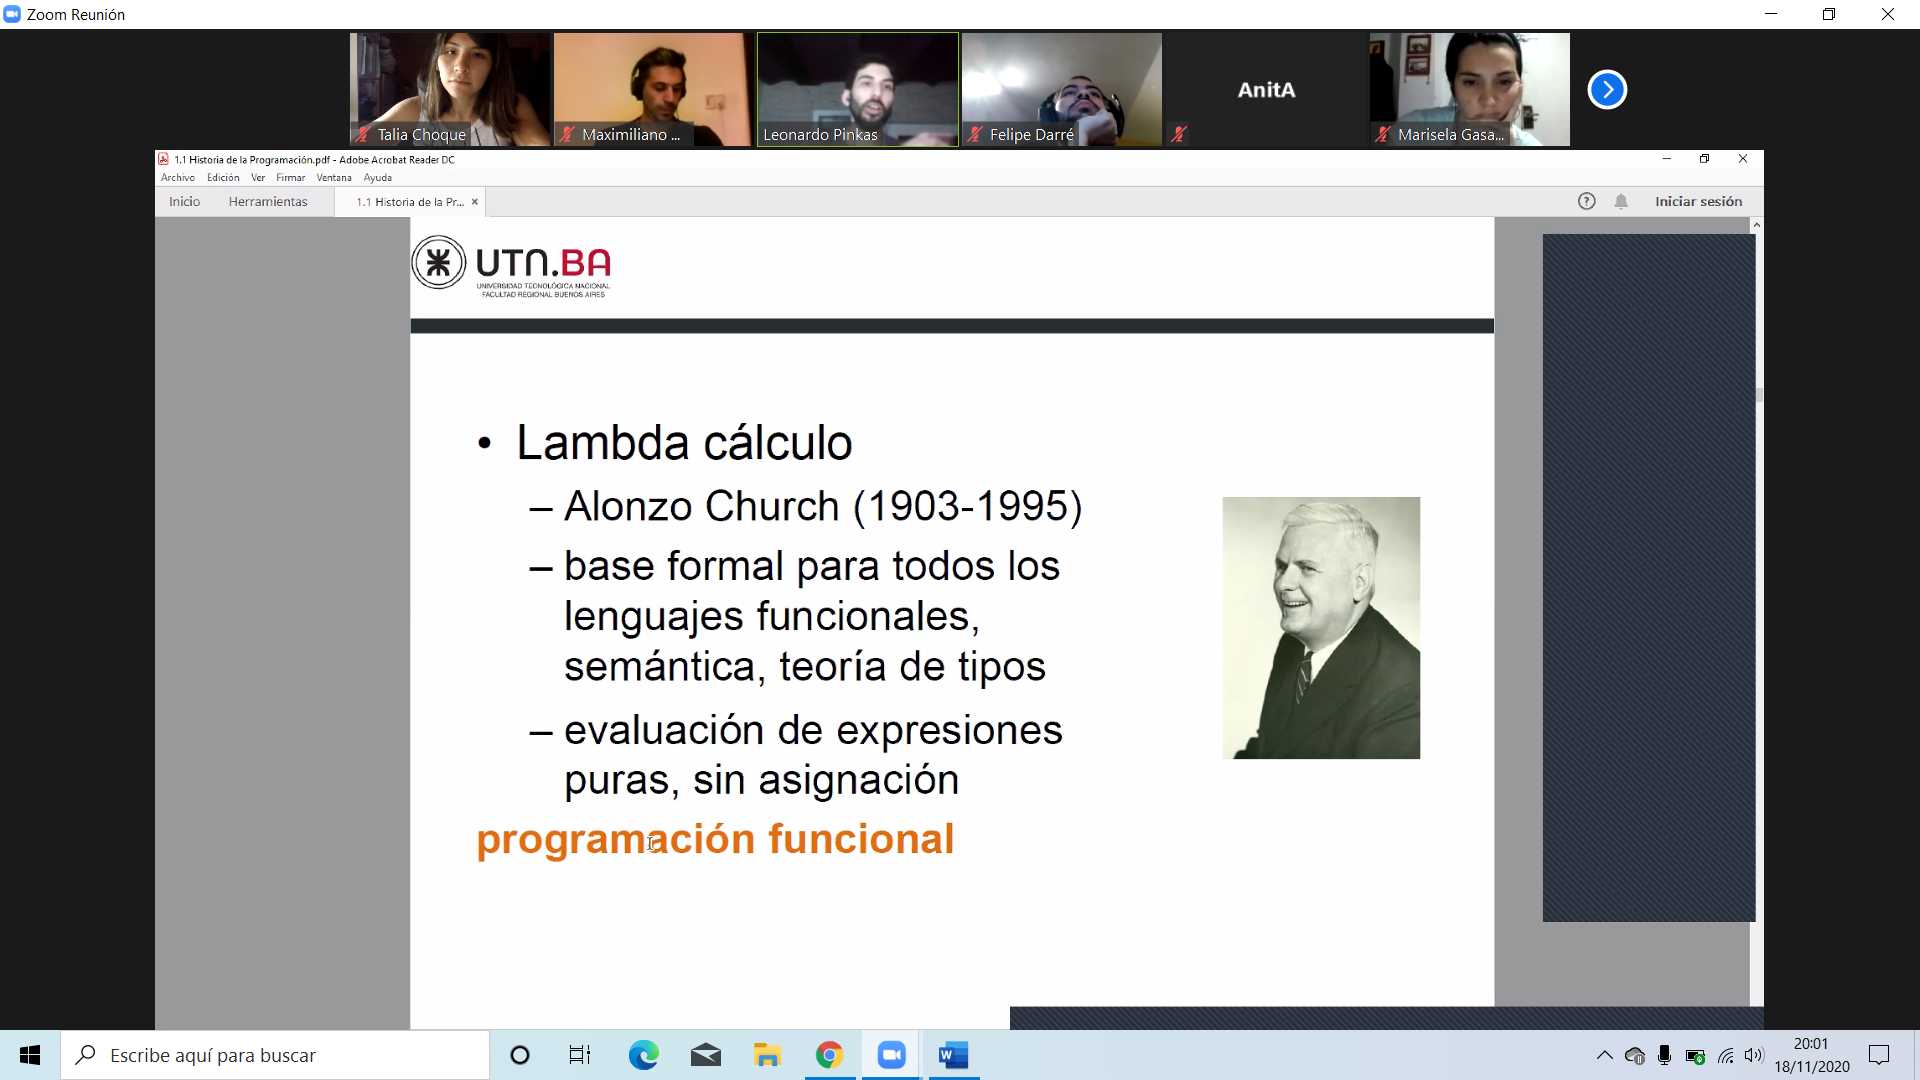 Zoom Reunión
Talia Choque
Maximiliano ...
Leonardo Pinkas
Felipe Darré
AnitA
Marisela Gasa...
1.1 Historia de la Programación.pdf - Adobe Acrobat Reader DC
Archivo Edición Ver Firmar Ventana Ayuda
Inicio Herramientas 1.1 Historia de la Pr... × Iniciar sesión
UTN.BA
UNIVERSIDAD TECNOLÓGICA NACIONAL
FACULTAD REGIONAL BUENOS AIRES
• Lambda cálculo
– Alonzo Church (1903-1995)
– base formal para todos los
lenguajes funcionales,
semántica, teoría de tipos
– evaluación de expresiones
puras, sin asignación
programación funcional
Escribe aquí para buscar
20:01
18/11/2020